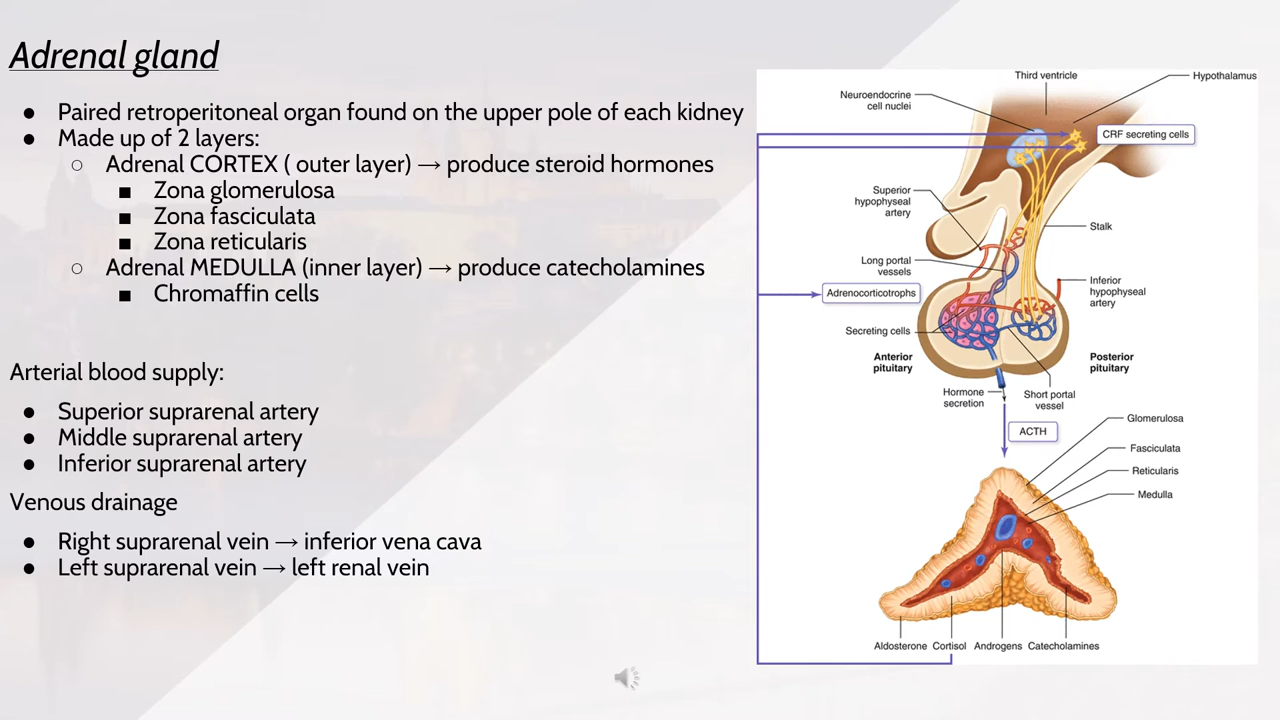 Adrenal gland
● Paired retroperitoneal organ found on the upper pole of each kidney
● Made up of 2 layers:
○ Adrenal CORTEX ( outer layer) → produce steroid hormones
■ Zona glomerulosa
■ Zona fasciculata
■ Zona reticularis
○ Adrenal MEDULLA (inner layer) → produce catecholamines
■ Chromaffin cells
Arterial blood supply:
● Superior suprarenal artery
● Middle suprarenal artery
● Inferior suprarenal artery
Venous drainage
● Right suprarenal vein → inferior vena cava
● Left suprarenal vein → left renal vein
Third ventricle
Hypothalamus
Neuroendocrine
cell nuclei
CRF secreting cells
Superior
hypophyseal
artery
Stalk
Long portal
vessels
Inferior
hypophyseal
artery
Adrenocorticotrophs
Secreting cells
Anterior
pituitary
Posterior
pituitary
Hormone
secretion
Short portal
vessel
ACTH
Glomerulosa
Fasciculata
Reticularis
Medulla
Aldosterone Cortisol Androgens Catecholamines